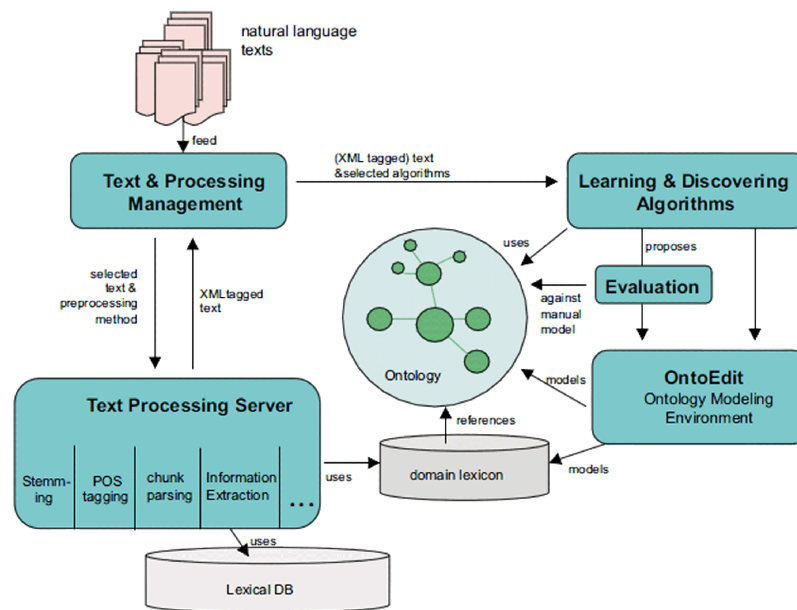 natural language
texts
feed
Text & Processing
Management
(XML tagged) text
&selected algorithms
Learning & Discovering
Algorithms
uses
proposes
selected
text &
preprocessing
method
XMLtagged
text
Evaluation
against
manual
model
Ontology
OntoEdit
Ontology Modeling
Environment
models
Text Processing Server
references
Stemm-
ing
POS
tagging
chunk
parsing
Information
Extraction
...
uses
domain lexicon
models
uses
Lexical DB